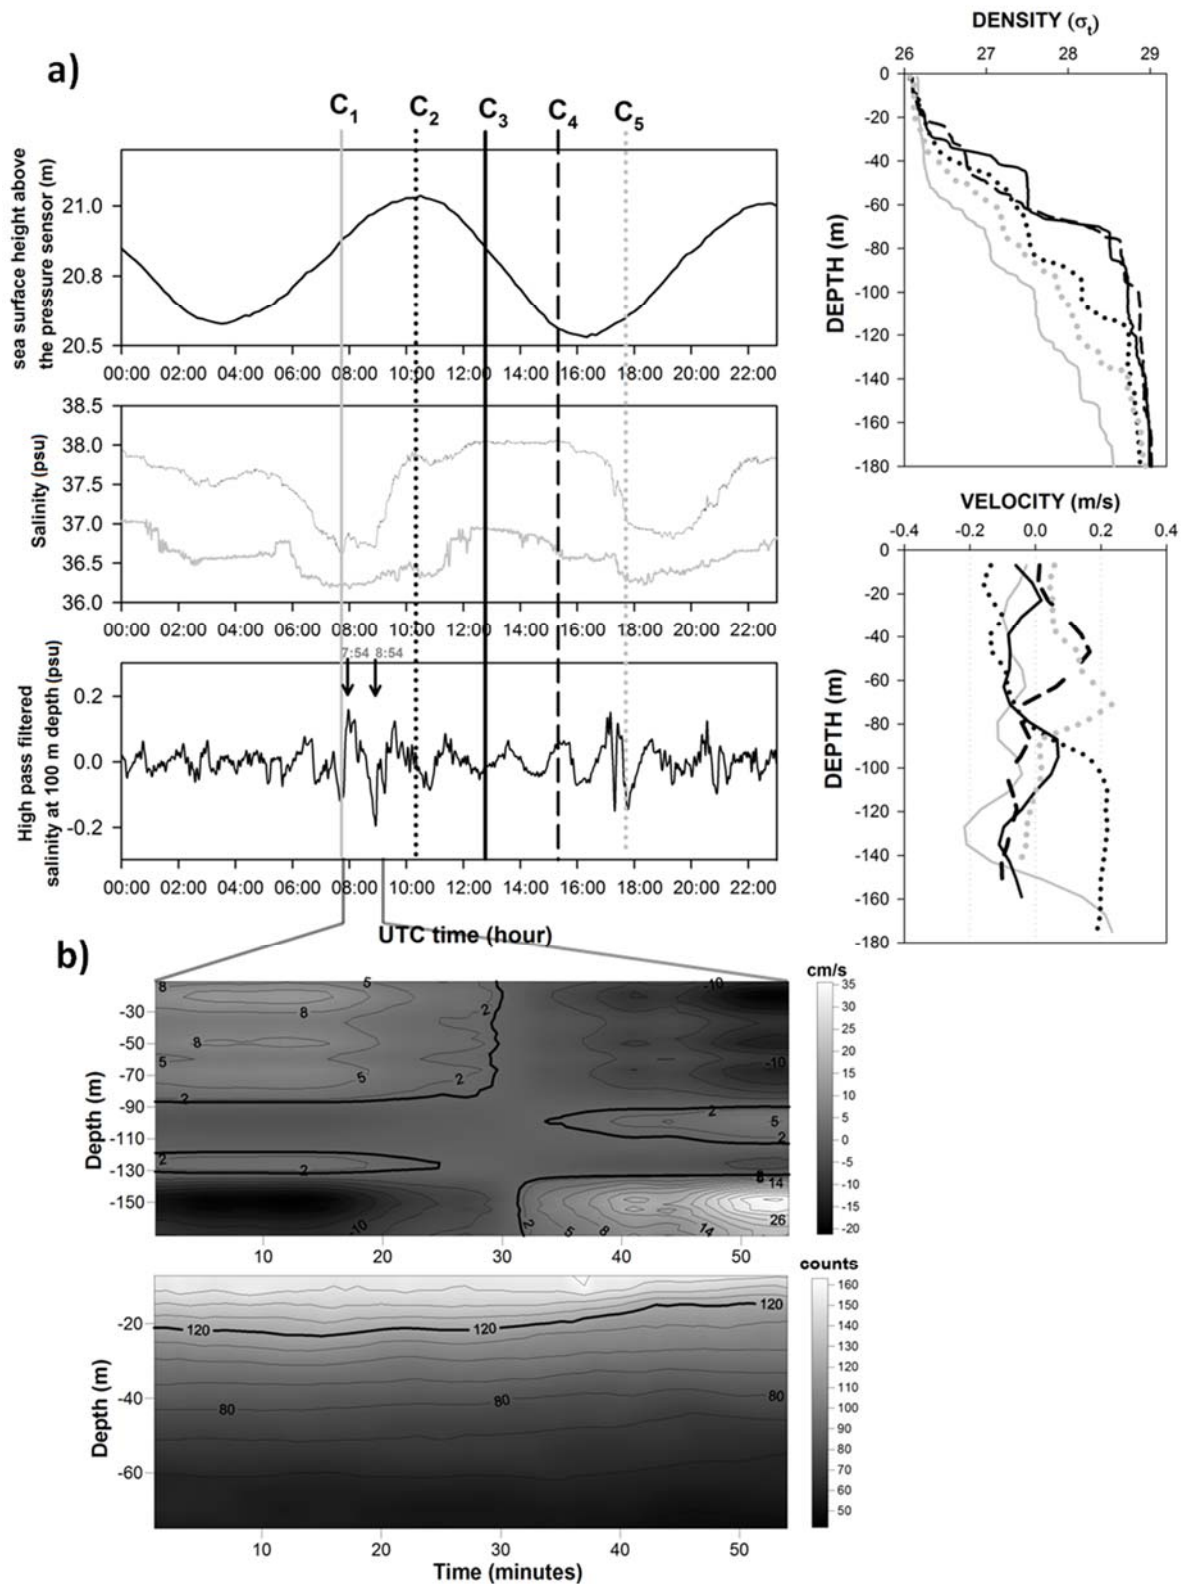 a)
C1 C2 C3 C4 C5
sea surface height above
the pressure sensor (m)
21.0
20.8
20.5
00:00 02:00 04:00 06:00 08:00 10:00 12:00 14:00 16:00 18:00 20:00 22:00
Salinity (psu)
38.5
38.0
37.5
37.0
36.5
36.0
00:00 02:00 04:00 06:00 08:00 10:00 12:00 14:00 16:00 18:00 20:00 22:00
High pass filtered
salinity at 100 m depth (psu)
7:54 8:54
0.2
0.0
-0.2
00:00 02:00 04:00 06:00 08:00 10:00 12:00 14:00 16:00 18:00 20:00 22:00
UTC time (hour)
DENSITY (σt)
26 27 28 29
DEPTH (m)
0
-20
-40
-60
-80
-100
-120
-140
-160
-180
VELOCITY (m/s)
-0.4 -0.2 0.0 0.2 0.4
DEPTH (m)
0
-20
-40
-60
-80
-100
-120
-140
-160
-180
b)
Depth (m)
-30
-50
-70
-90
-110
-130
-150
8 5 -10
8 2
8
5 -10
5 2
2 2
5
2
2 2
14
26
-10 2 5 8 14
10 20 30 40 50
cm/s
35
30
25
20
15
10
5
0
-5
-10
-15
-20
Depth (m)
-20
-40
-60
120 120 120
80 80 80
10 20 30 40 50
Time (minutes)
counts
160
150
140
130
120
110
100
90
80
70
60
50